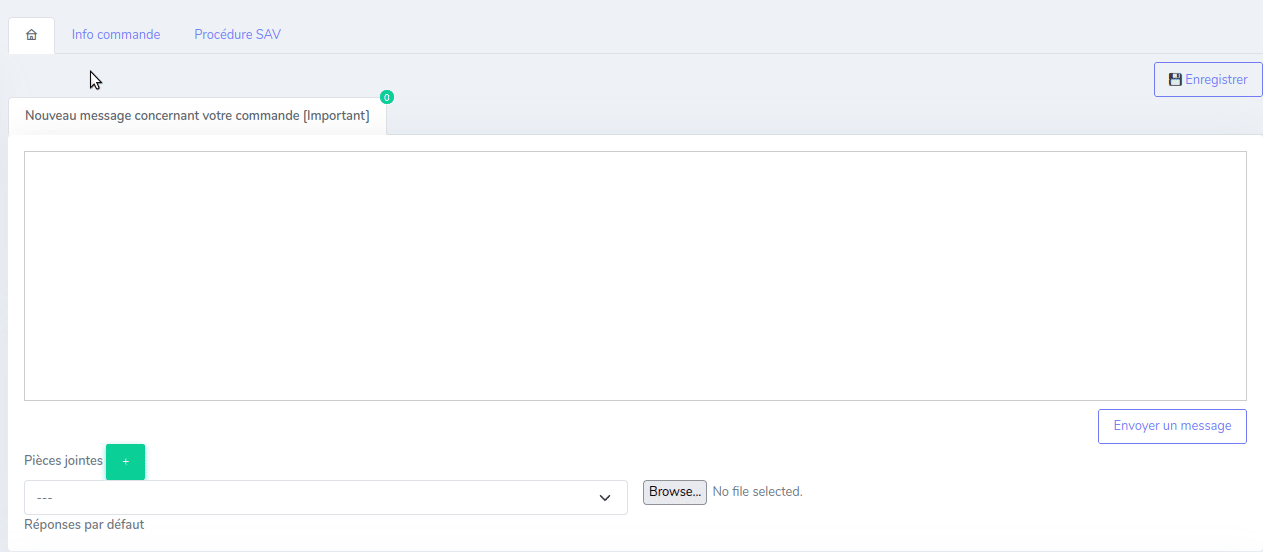 Info commande Procédure SAV
Enregistrer
0
Nouveau message concernant votre commande [Important]
Envoyer un message
Pièces jointes +
--- Browse... No file selected.
Réponses par défaut